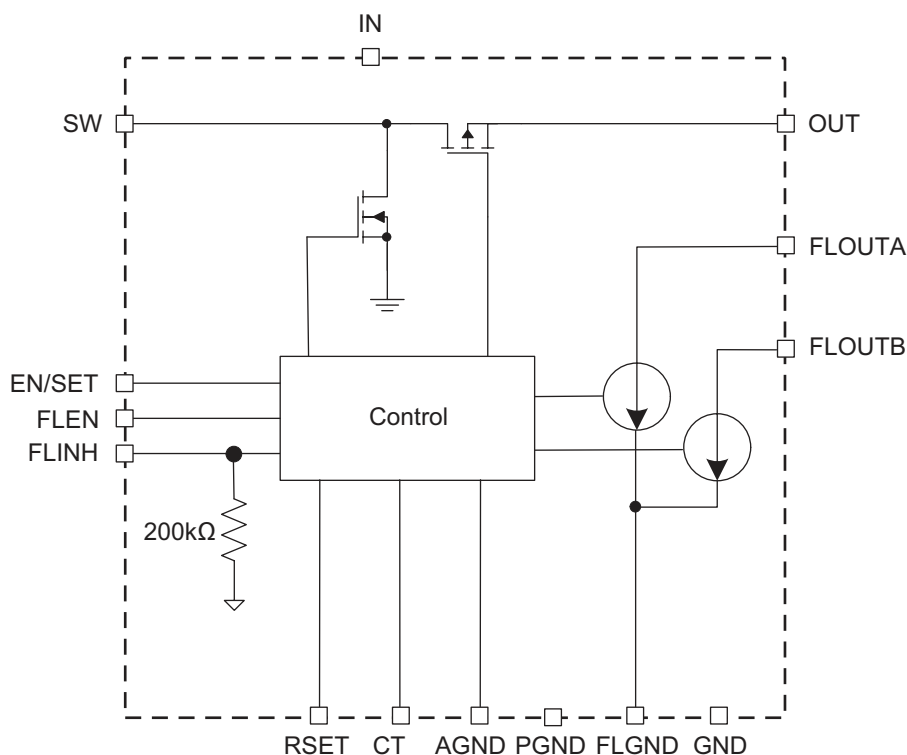 IN
SW
OUT
FLOUTA
FLOUTB
EN/SET
FLEN
FLINH
Control
200kΩ
RSET CT AGND PGND FLGND GND